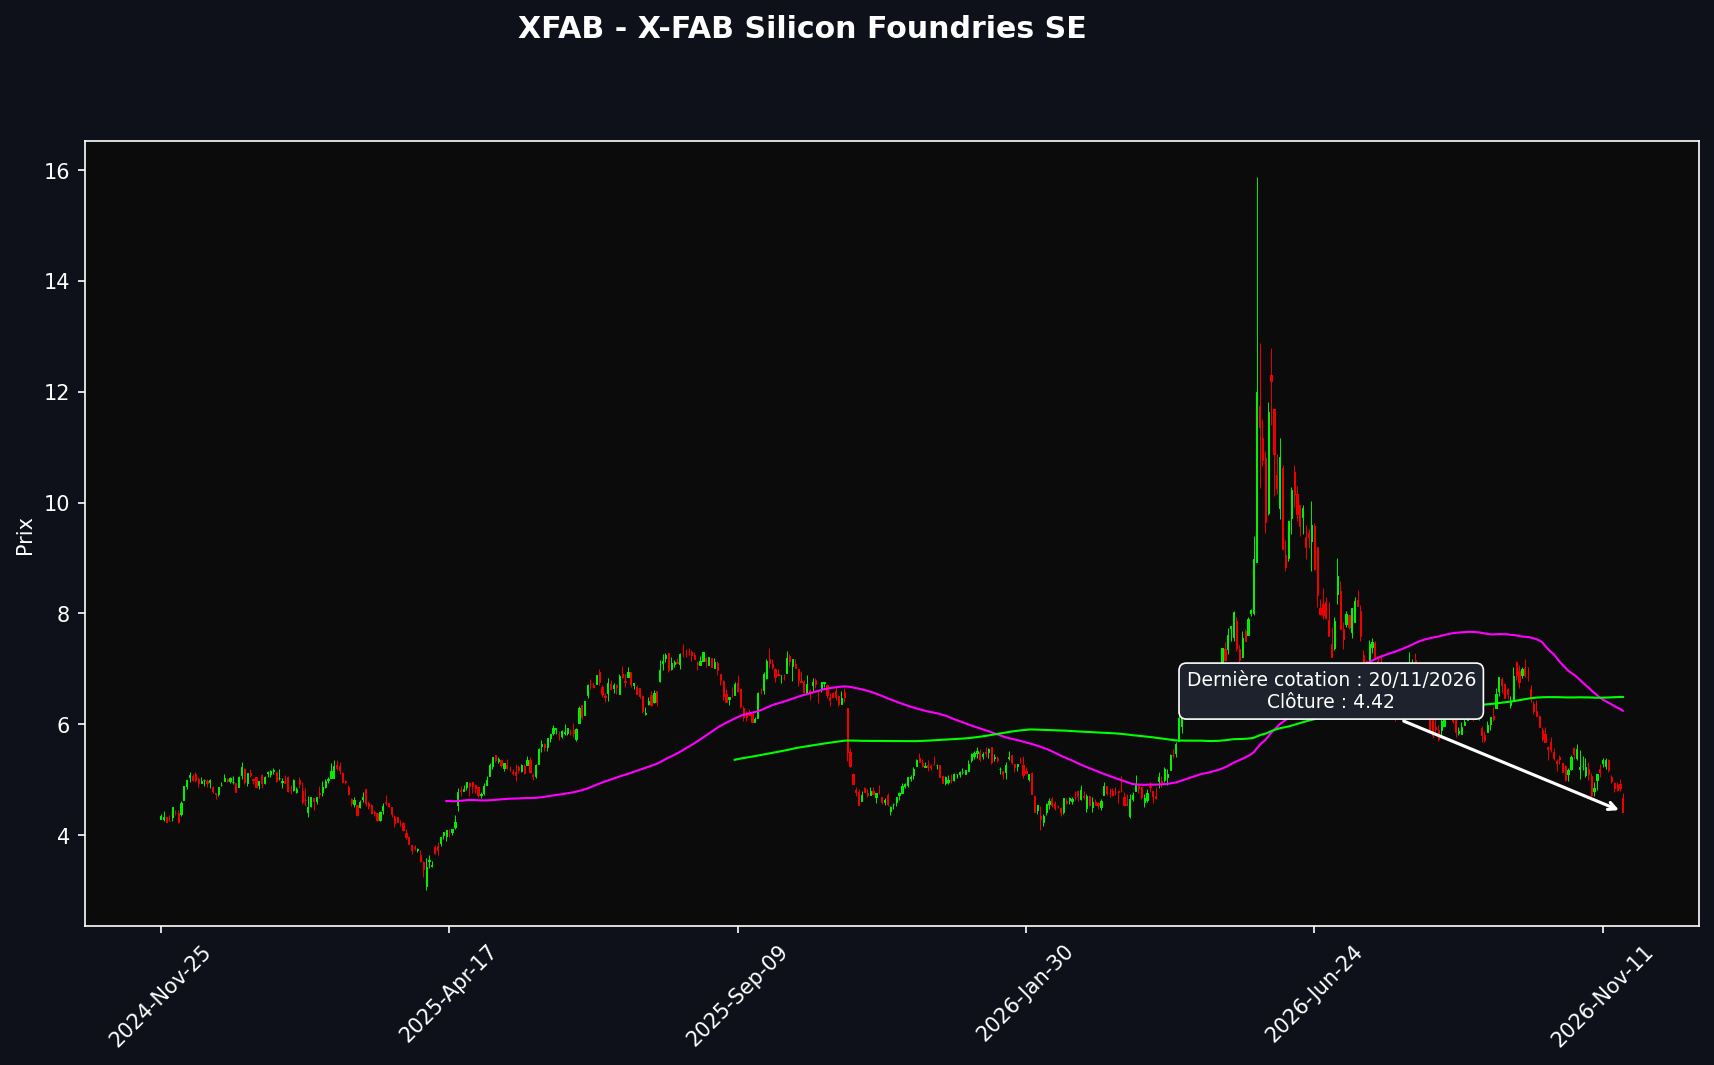 XFAB - X-FAB Silicon Foundries SE
Prix
16
14
12
10
8
6
4
Dernière cotation : 20/11/2026
Clôture : 4.42
2024-Nov-25
2025-Apr-17
2025-Sep-09
2026-Jan-30
2026-Jun-24
2026-Nov-11